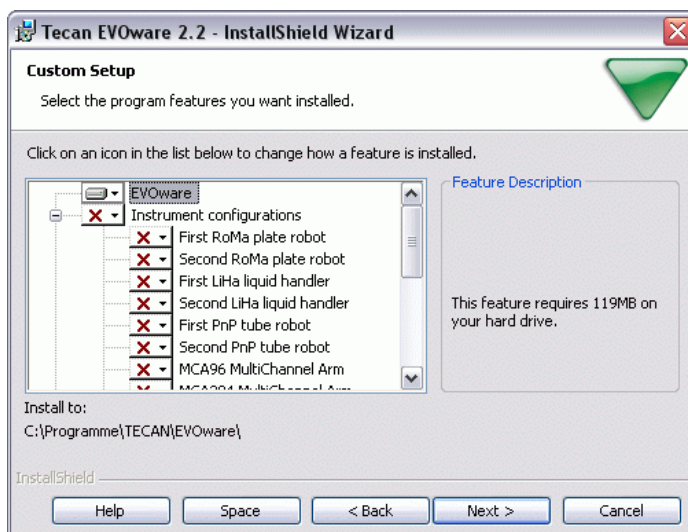 Tecan EVOware 2.2 - InstallShield Wizard
Custom Setup
Select the program features you want installed.
Click on an icon in the list below to change how a feature is installed.
EVOware
Instrument configurations
First RoMa plate robot
Second RoMa plate robot
First LiHa liquid handler
Second LiHa liquid handler
First PnP tube robot
Second PnP tube robot
MCA96 MultiChannel Arm
MCA384 MultiChannel Arm
Feature Description
This feature requires 119MB on
your hard drive.
Install to:
C:\Programme\TECAN\EVOware\
InstallShield
Help
Space
< Back
Next >
Cancel